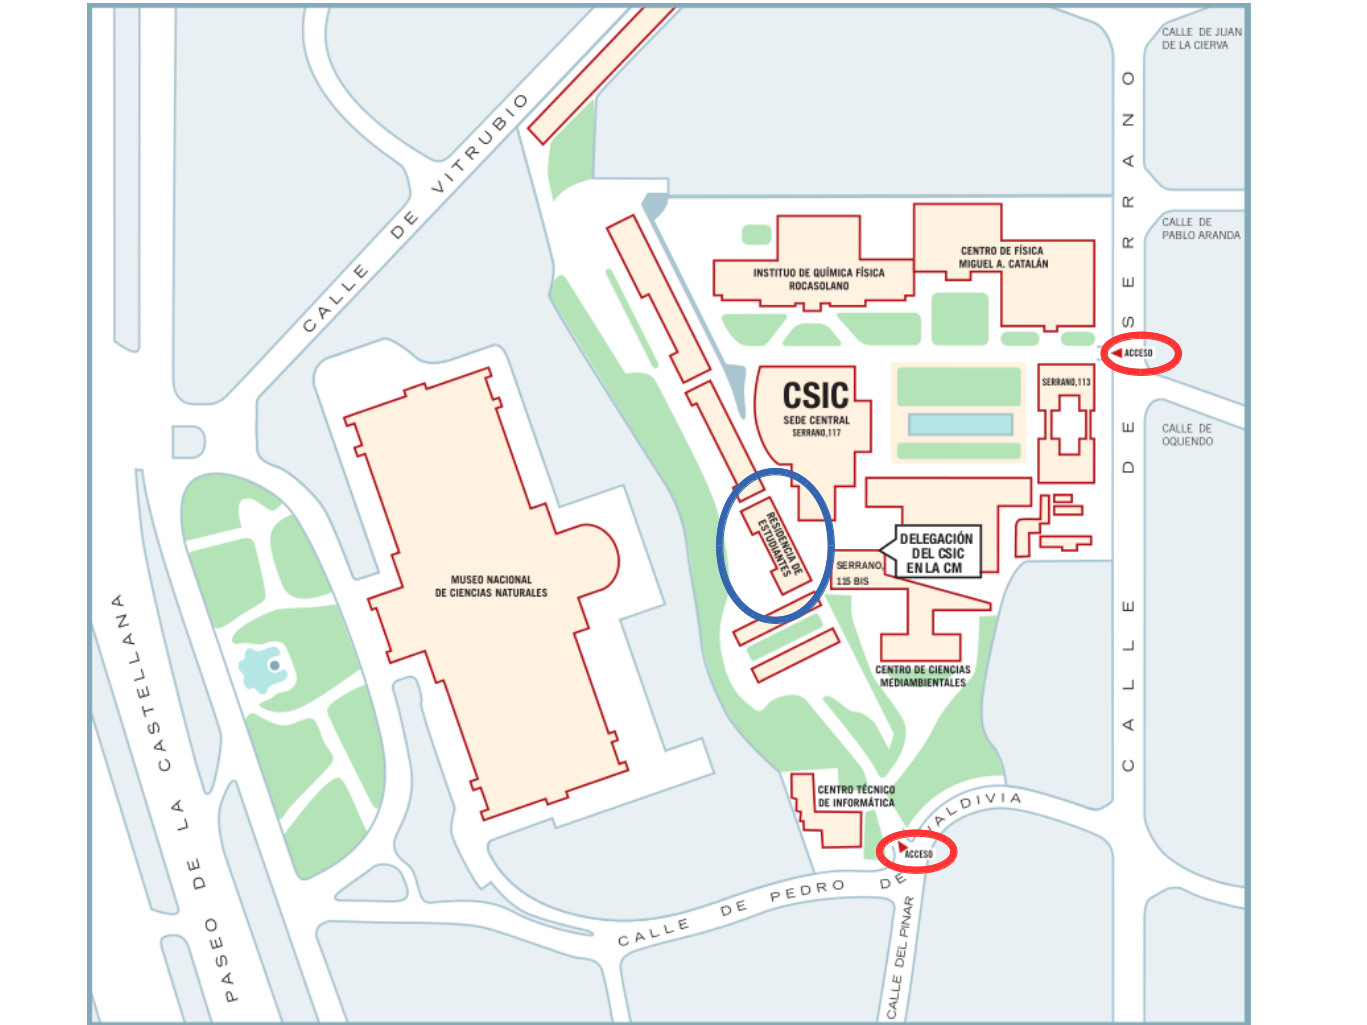 CALLE DE JUAN
DE LA CIERVA
CALLE DE VITRUBIO
CALLE DE SERRANO
CALLE DE
PABLO ARANDA
CENTRO DE FÍSICA
MIGUEL A. CATALÁN
INSTITUO DE QUÍMICA FÍSICA
ROCASOLANO
ACCESO
SERRANO,113
CSIC
SEDE CENTRAL
SERRANO,117
CALLE DE
OQUENDO
RESIDENCIA DE
ESTUDIANTES
DELEGACIÓN
DEL CSIC
EN LA CM
SERRANO,
115 BIS
MUSEO NACIONAL
DE CIENCIAS NATURALES
CENTRO DE CIENCIAS
MEDIAMBIENTALES
PASEO DE LA CASTELLANA
CENTRO TÉCNICO
DE INFORMÁTICA
ACCESO
CALLE DE PEDRO DE VALDIVIA
CALLE DEL PINAR